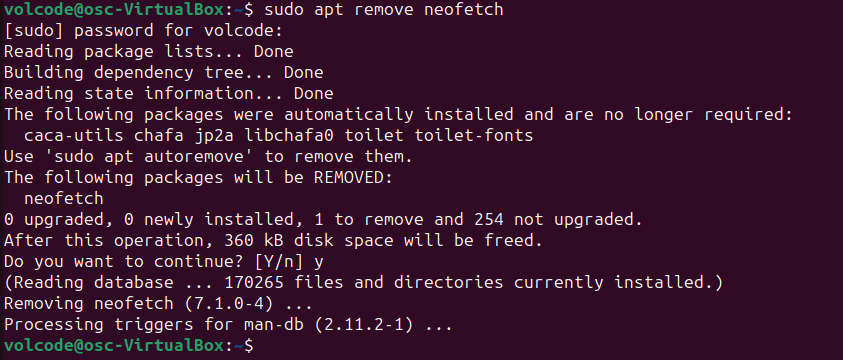 volcode@osc-VirtualBox:~$ sudo apt remove neofetch
[sudo] password for volcode:
Reading package lists... Done
Building dependency tree... Done
Reading state information... Done
The following packages were automatically installed and are no longer required:
  caca-utils chafa jp2a libchafa0 toilet toilet-fonts
Use 'sudo apt autoremove' to remove them.
The following packages will be REMOVED:
  neofetch
0 upgraded, 0 newly installed, 1 to remove and 254 not upgraded.
After this operation, 360 kB disk space will be freed.
Do you want to continue? [Y/n] y
(Reading database ... 170265 files and directories currently installed.)
Removing neofetch (7.1.0-4) ...
Processing triggers for man-db (2.11.2-1) ...
volcode@osc-VirtualBox:~$